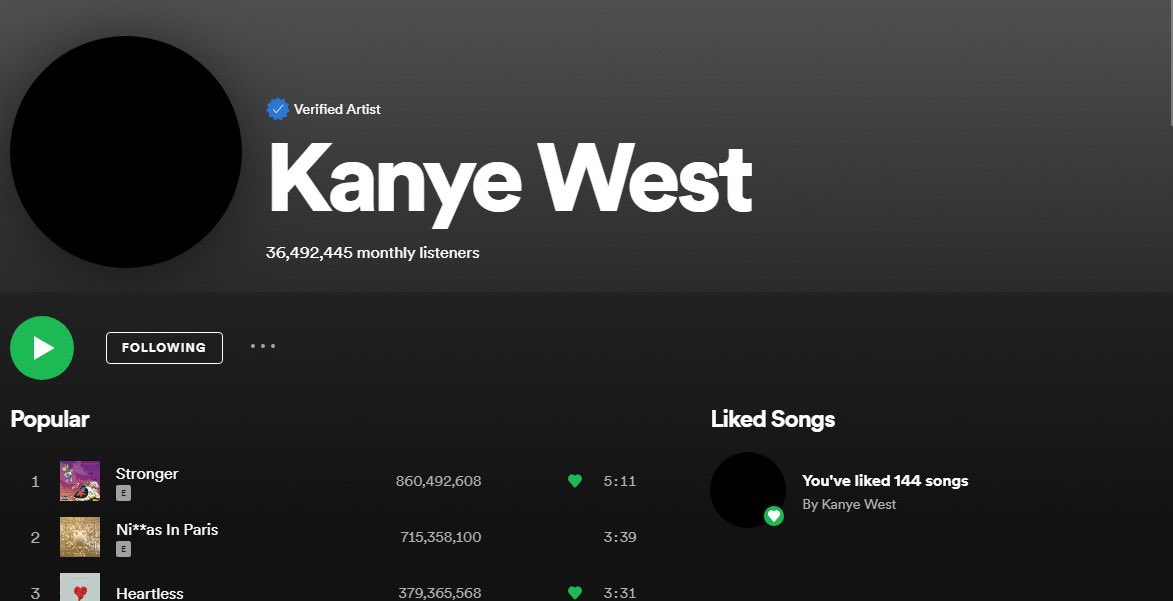 Verified Artist
Kanye West
36,492,445 monthly listeners
FOLLOWING
Popular
1 Stronger 860,492,608 5:11
E
2 Ni**as In Paris 715,358,100 3:39
E
3 Heartless 379,365,568 3:31
Liked Songs
You've liked 144 songs
By Kanye West